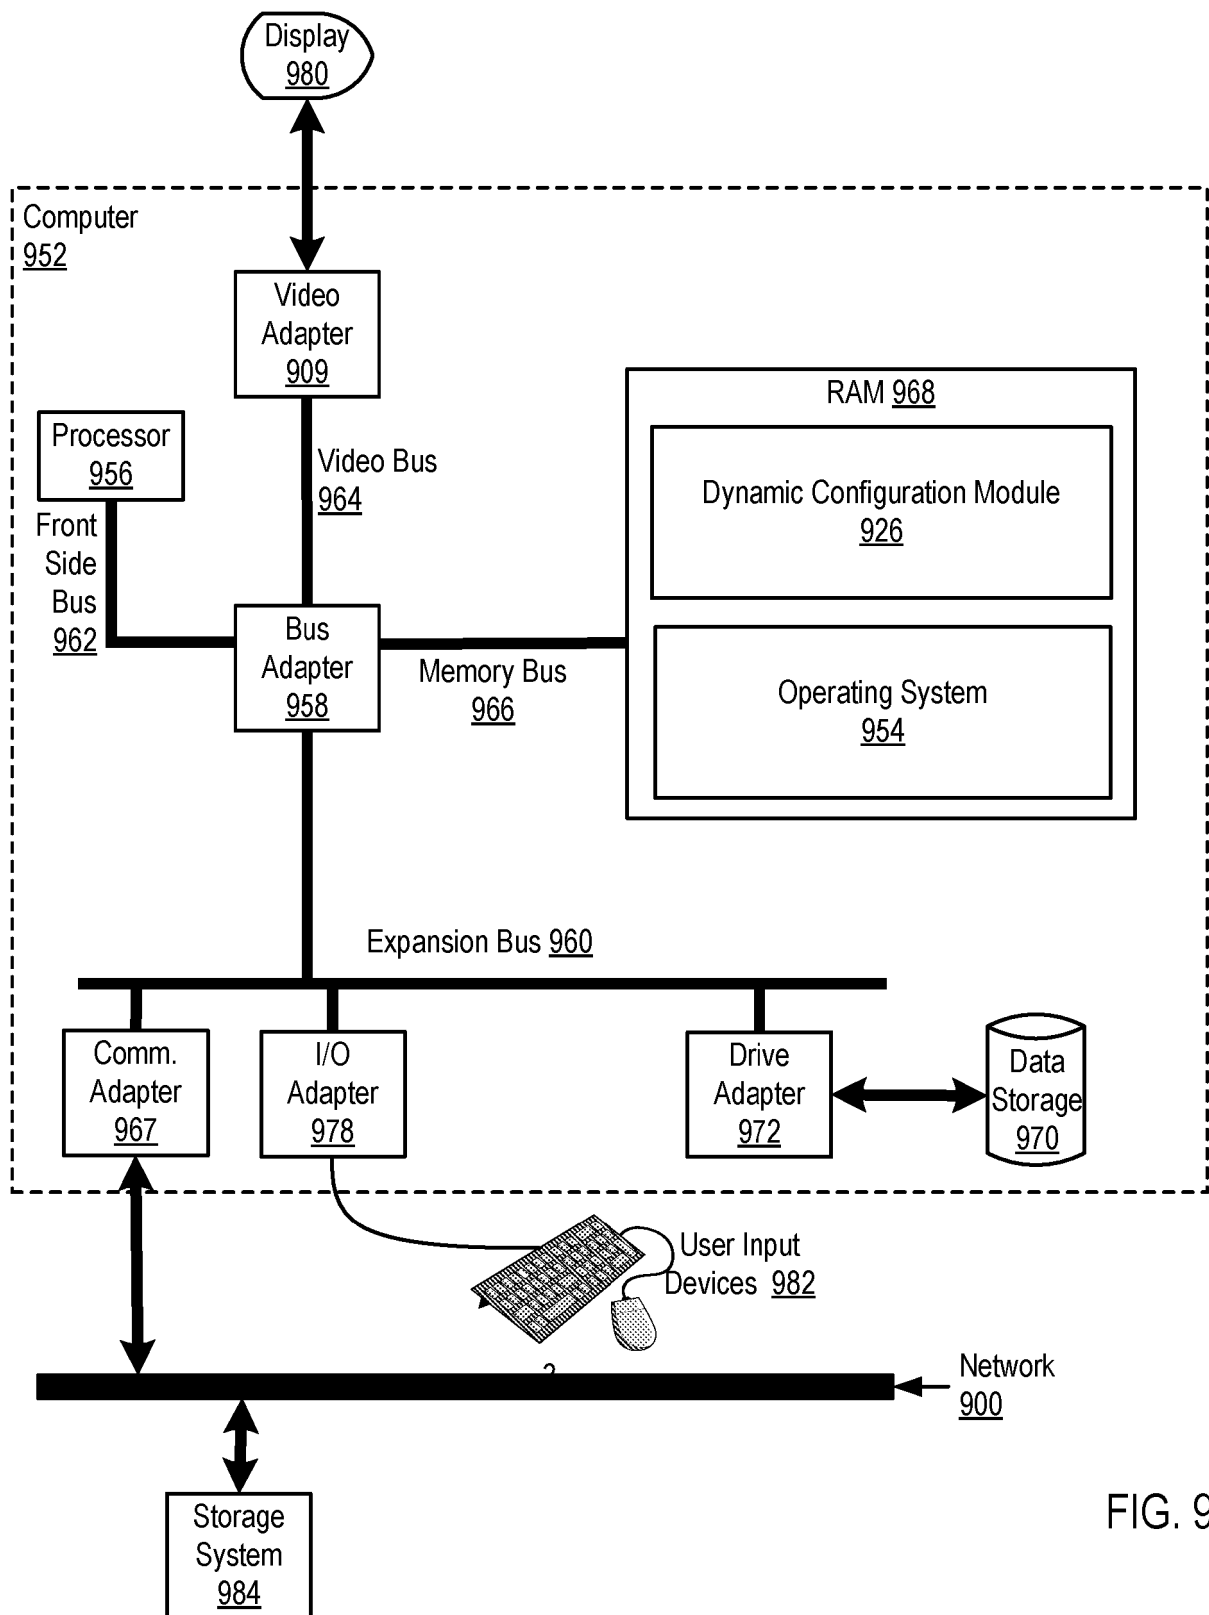 Display
980
Computer
952
Video
Adapter
909
RAM 968
Processor
956
Video Bus
964
Dynamic Configuration Module
926
Front
Side
Bus
962
Bus
Adapter
958
Memory Bus
966
Operating System
954
Expansion Bus 960
Comm.
Adapter
967
I/O
Adapter
978
Drive
Adapter
972
Data
Storage
970
User Input
Devices 982
Network
900
Storage
System
984
FIG. 9